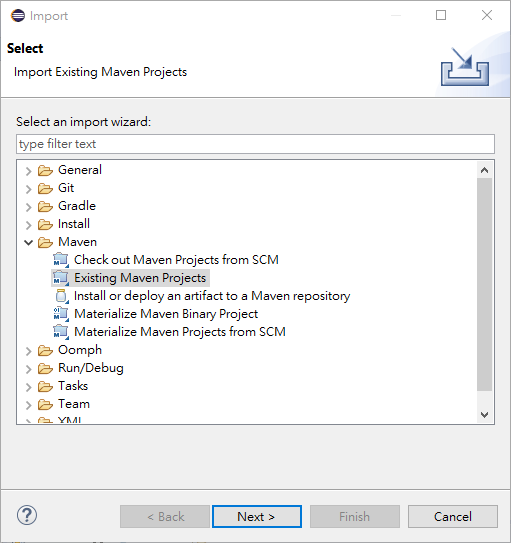 Import
Select
Import Existing Maven Projects
Select an import wizard:
type filter text
General
Git
Gradle
Install
Maven
Check out Maven Projects from SCM
Existing Maven Projects
Install or deploy an artifact to a Maven repository
Materialize Maven Binary Project
Materialize Maven Projects from SCM
Oomph
Run/Debug
Tasks
Team
XML
< Back
Next >
Finish
Cancel